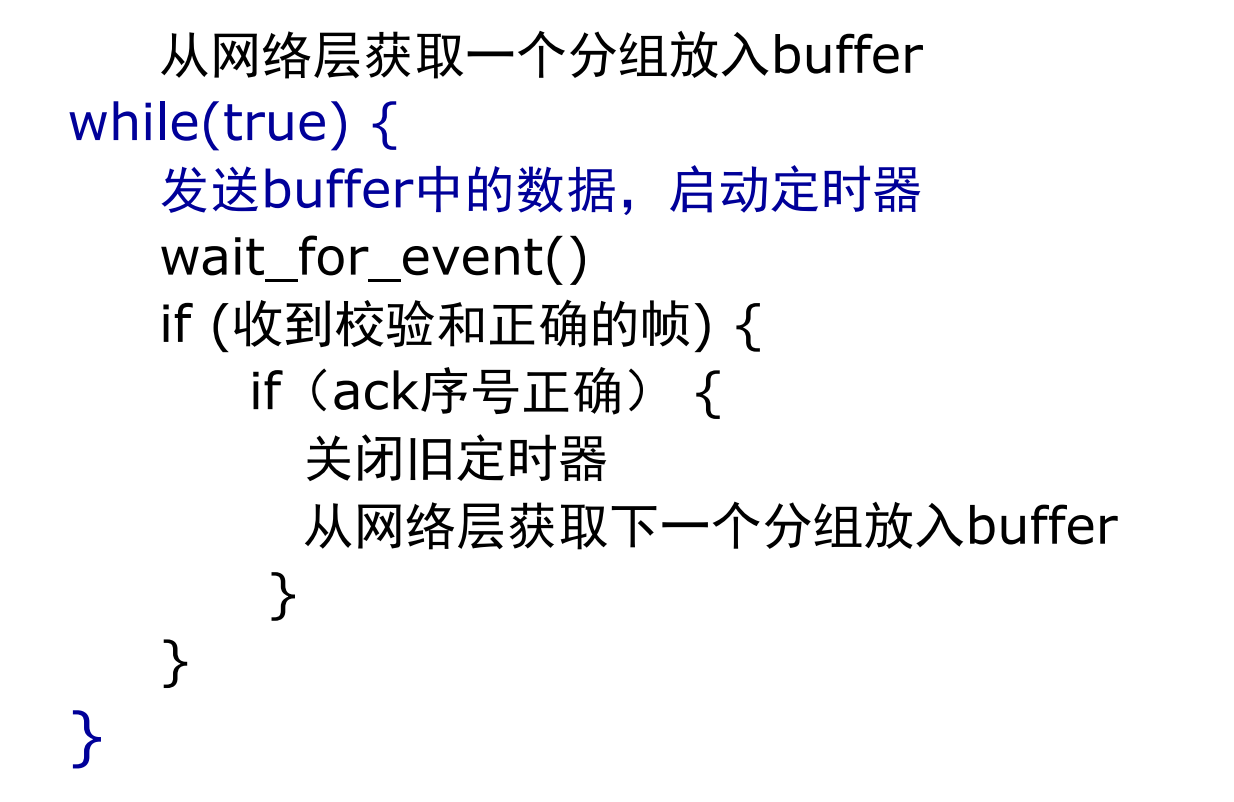 从网络层获取一个分组放入buffer
while(true) {
发送buffer中的数据，启动定时器
wait_for_event()
if (收到校验和正确的帧) {
if（ack序号正确） {
关闭旧定时器
从网络层获取下一个分组放入buffer
}
}
}